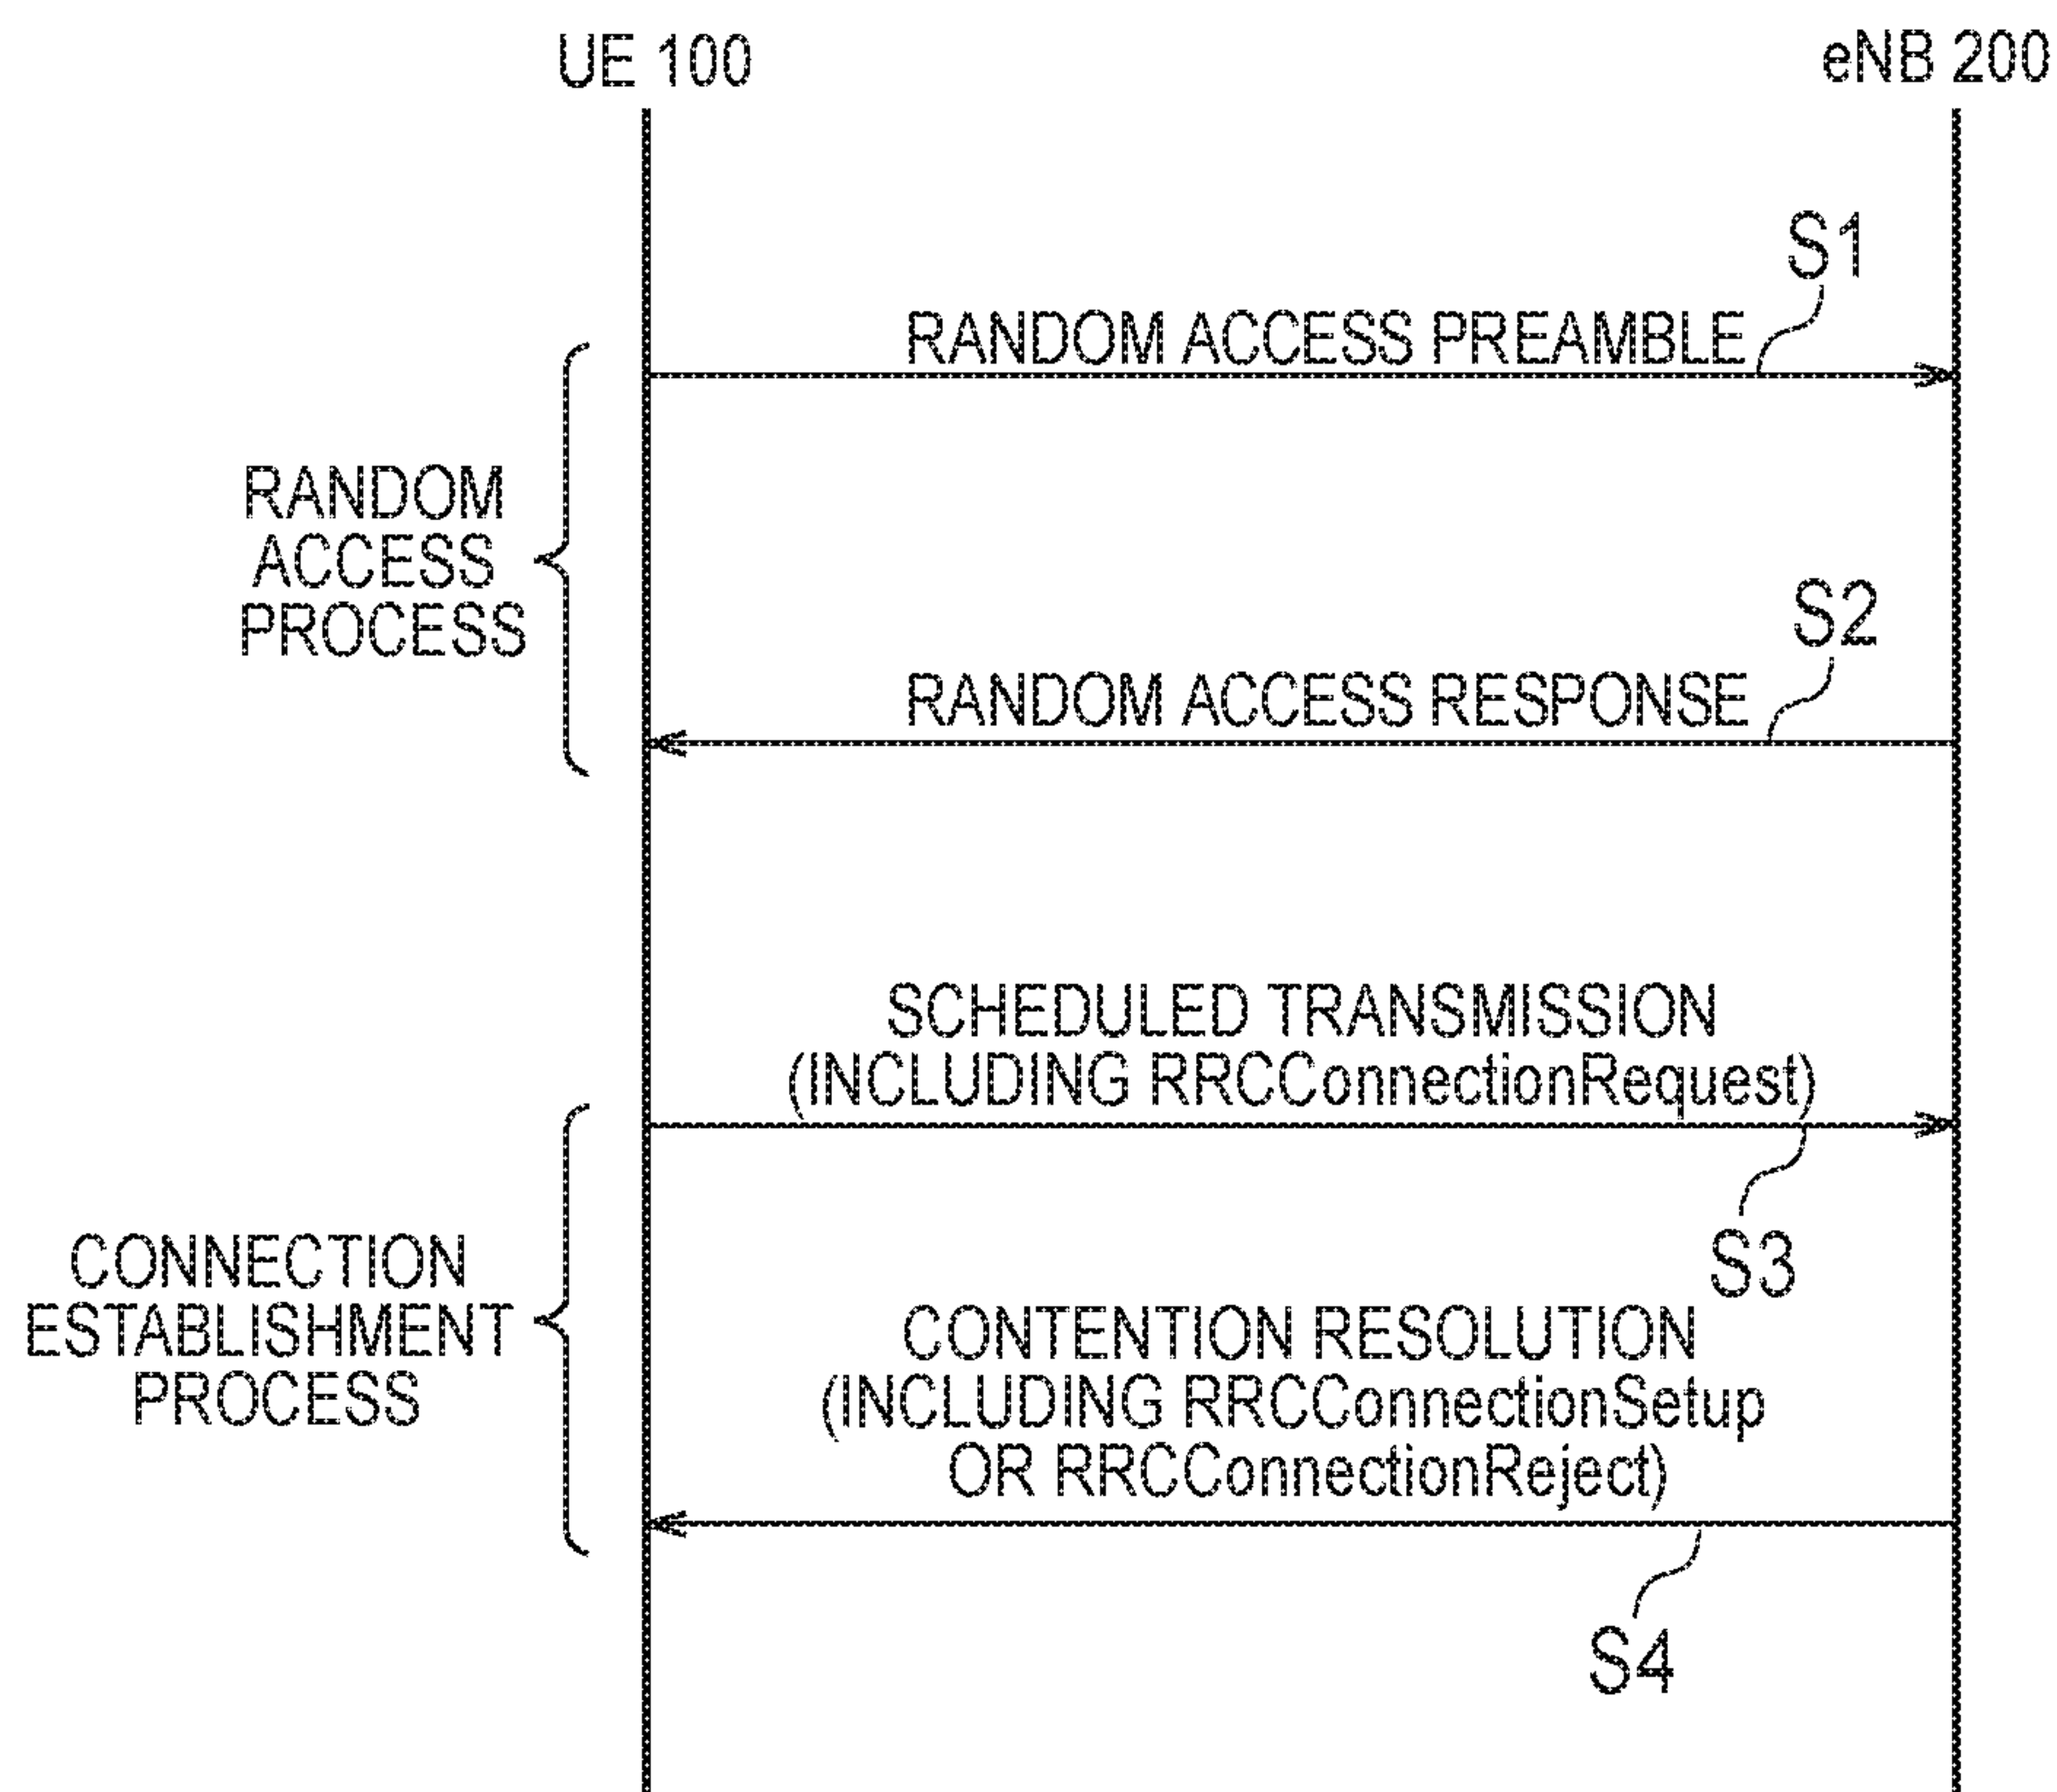 UE 100
eNB 200
S1
RANDOM ACCESS PREAMBLE
RANDOM
ACCESS
PROCESS
S2
RANDOM ACCESS RESPONSE
SCHEDULED TRANSMISSION
(INCLUDING RRCConnectionRequest)
S3
CONNECTION
ESTABLISHMENT
PROCESS
CONTENTION RESOLUTION
(INCLUDING RRCConnectionSetup
OR RRCConnectionReject)
S4